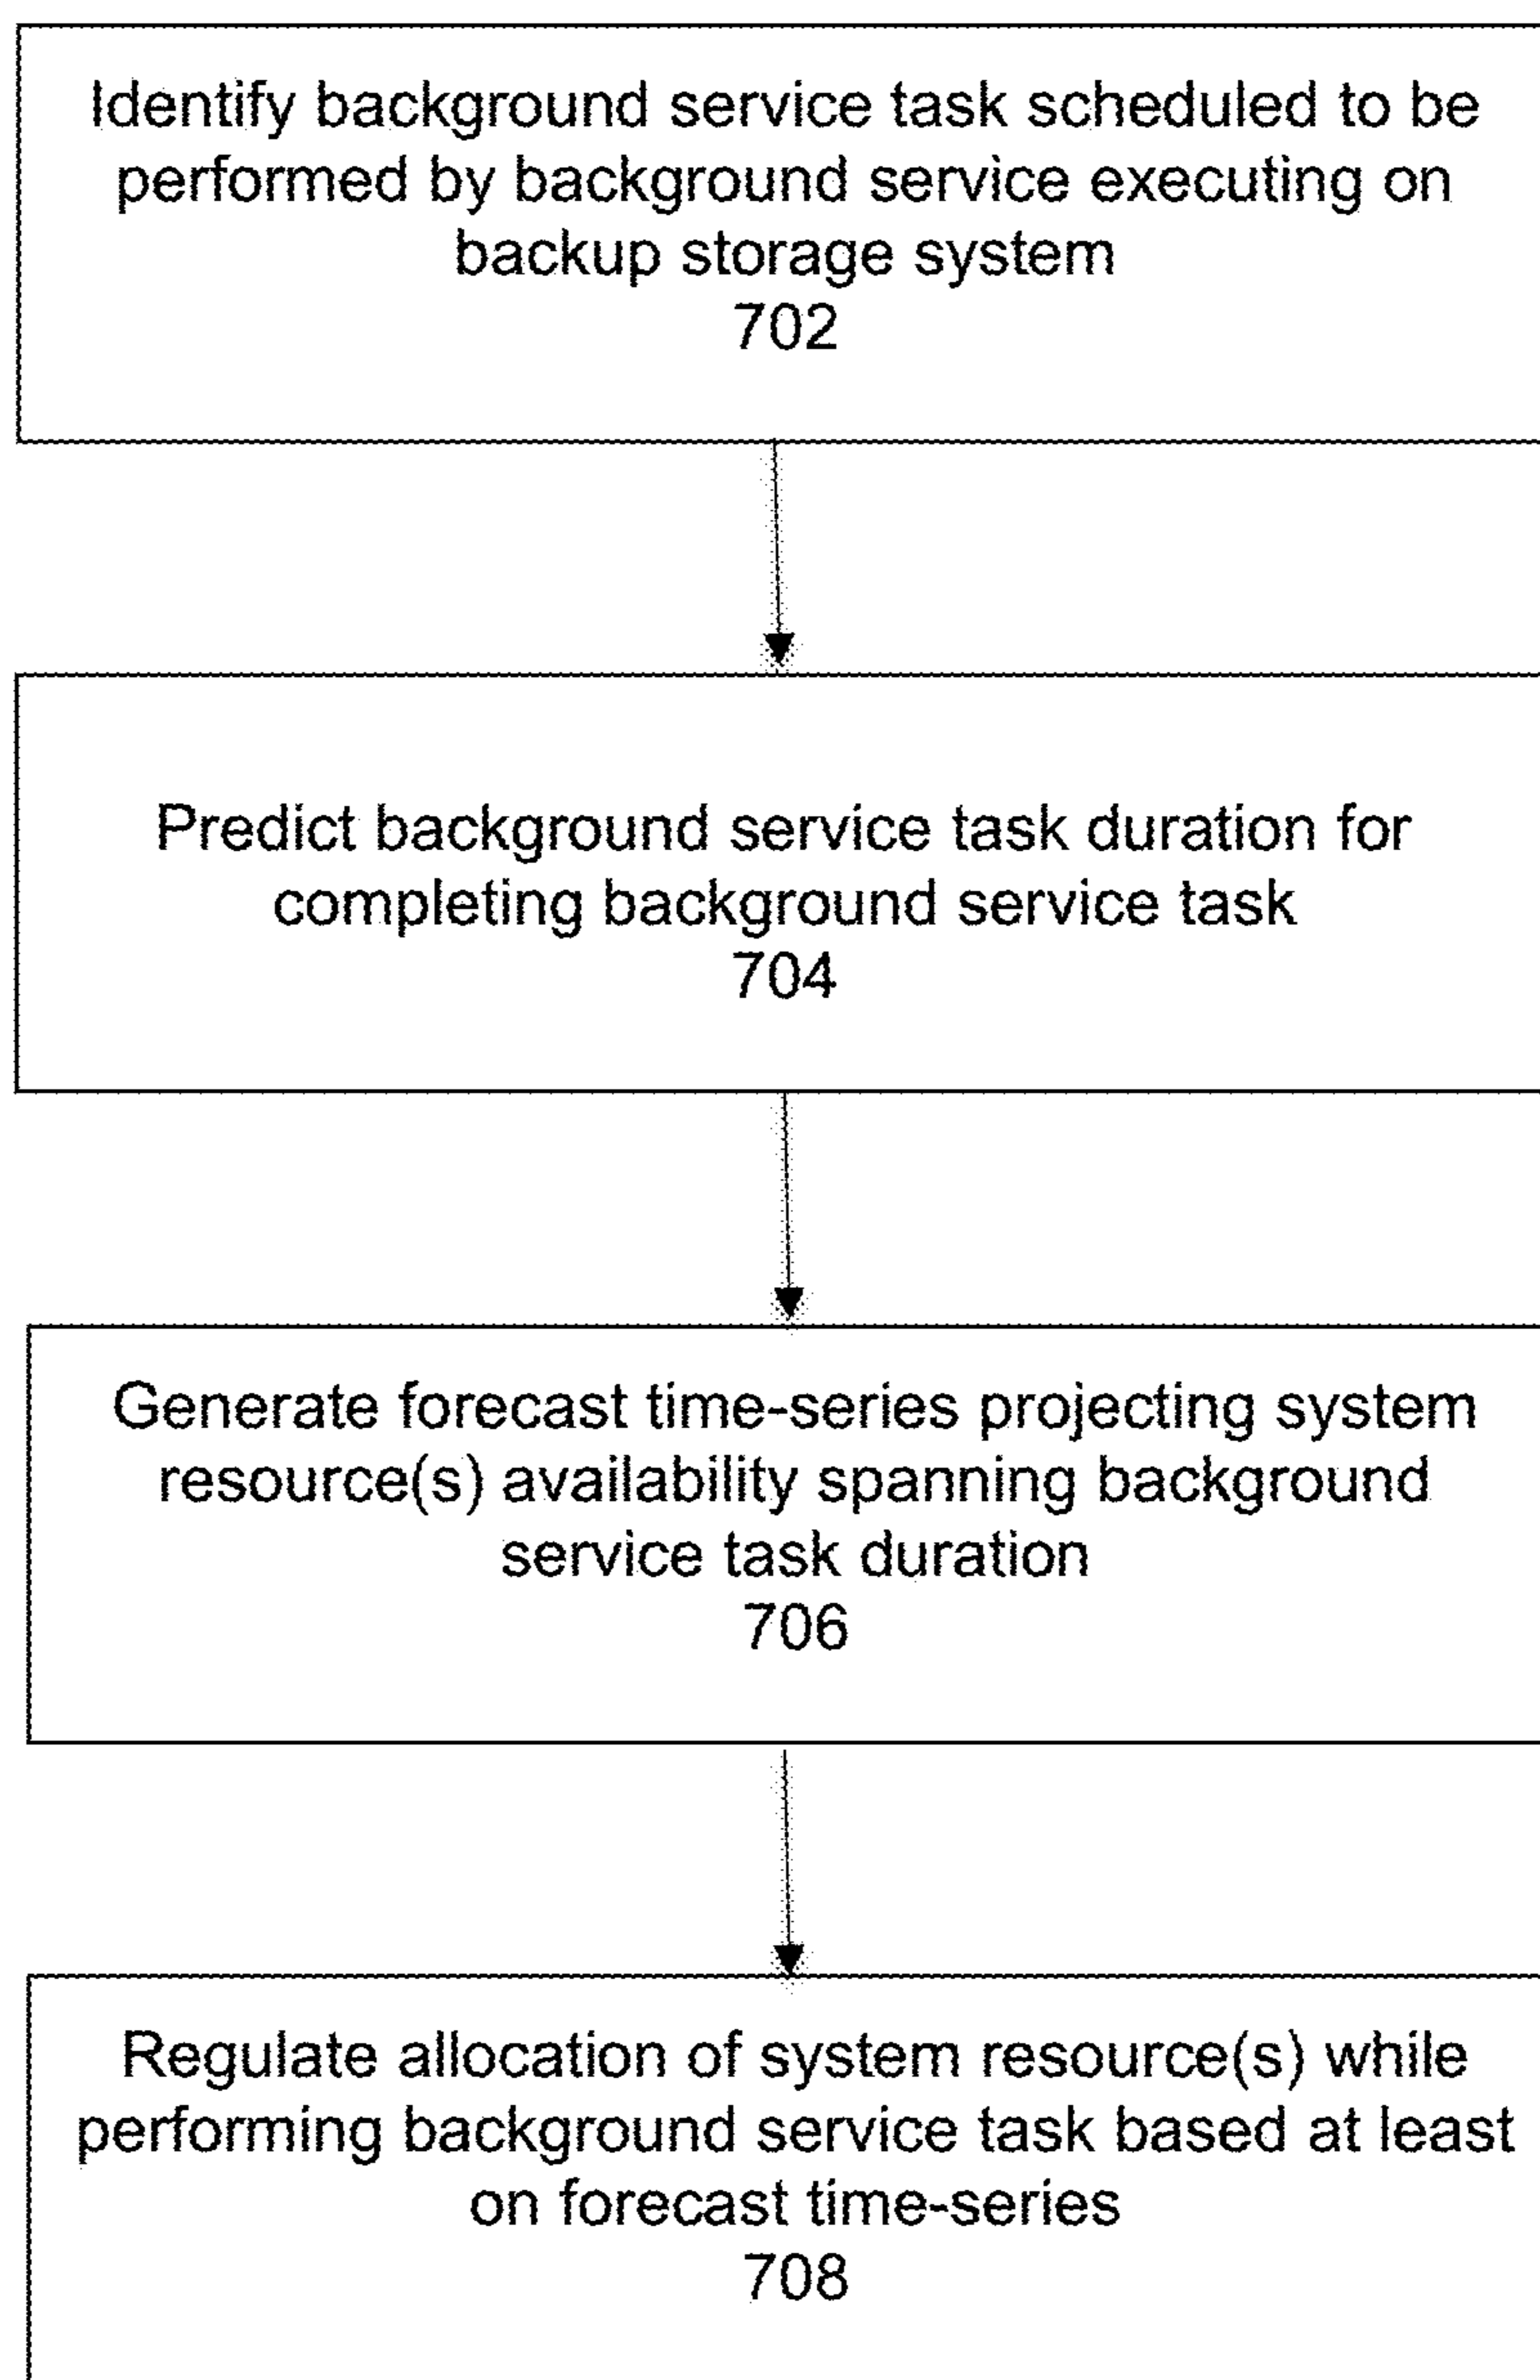 Identify background service task scheduled to be
performed by background service executing on
backup storage system
702
Predict background service task duration for
completing background service task
704
Generate forecast time-series projecting system
resource(s) availability spanning background
service task duration
706
Regulate allocation of system resource(s) while
performing background service task based at least
on forecast time-series
708